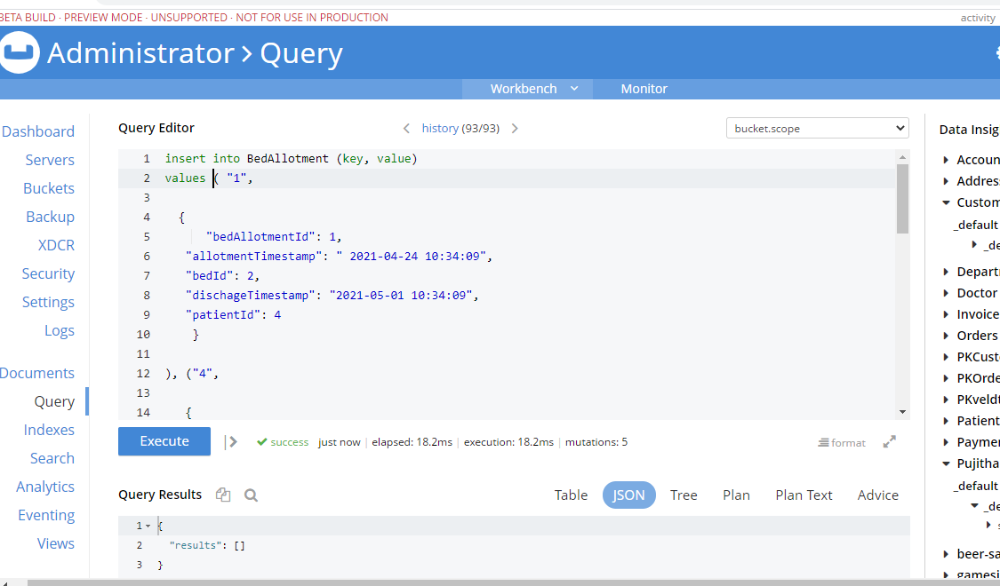 BETA BUILD · PREVIEW MODE · UNSUPPORTED · NOT FOR USE IN PRODUCTION
activity
Administrator > Query
Workbench
Monitor
Dashboard
Servers
Buckets
Backup
XDCR
Security
Settings
Logs
Documents
Query
Indexes
Search
Analytics
Eventing
Views
Query Editor
< history (93/93) >
bucket.scope
1 insert into BedAllotment (key, value)
2 values ( "1",
3
4 {
5 "bedAllotmentId": 1,
6 "allotmentTimestamp": " 2021-04-24 10:34:09",
7 "bedId": 2,
8 "dischageTimestamp": "2021-05-01 10:34:09",
9 "patientId": 4
10 }
11
12 ), ("4",
13
14 {
Execute
success just now elapsed: 18.2ms execution: 18.2ms mutations: 5
format
Query Results
Table JSON Tree Plan Plan Text Advice
1 {
2 "results": []
3 }
Data Insig
Accoun
Addres
Custom
_default
_de
Depart
Doctor
Invoice
Orders
PKCust
PKOrde
PKveldt
Patient
Paymen
Pujitha
_default
_de
beer-sa
gamesi